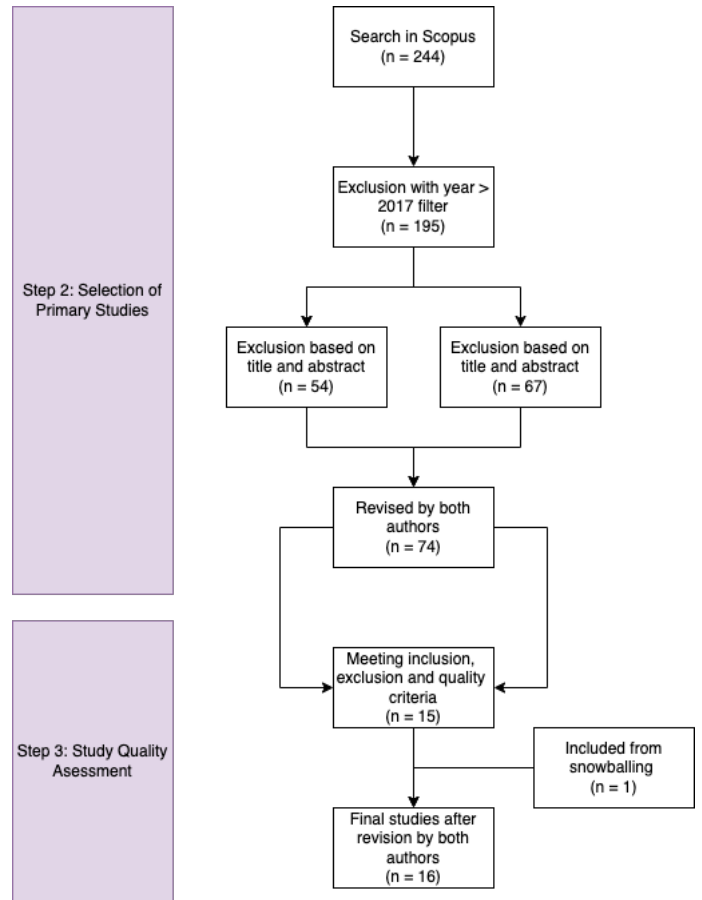 Search in Scopus
(n = 244)
Exclusion with year >
2017 filter
(n = 195)
Step 2: Selection of
Primary Studies
Exclusion based on
title and abstract
(n = 54)
Exclusion based on
title and abstract
(n = 67)
Revised by both
authors
(n = 74)
Meeting inclusion,
exclusion and quality
criteria
(n = 15)
Step 3: Study Quality
Asessment
Included from
snowballing
(n = 1)
Final studies after
revision by both
authors
(n = 16)